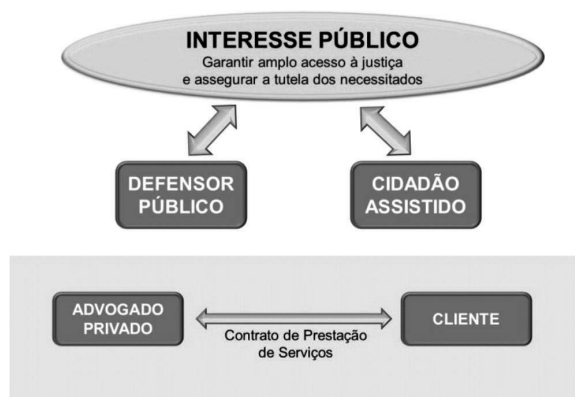 INTERESSE PÚBLICO
Garantir amplo acesso à justiça
e assegurar a tutela dos necessitados
DEFENSOR
PÚBLICO
CIDADÃO
ASSISTIDO
ADVOGADO
PRIVADO
Contrato de Prestação
de Serviços
CLIENTE